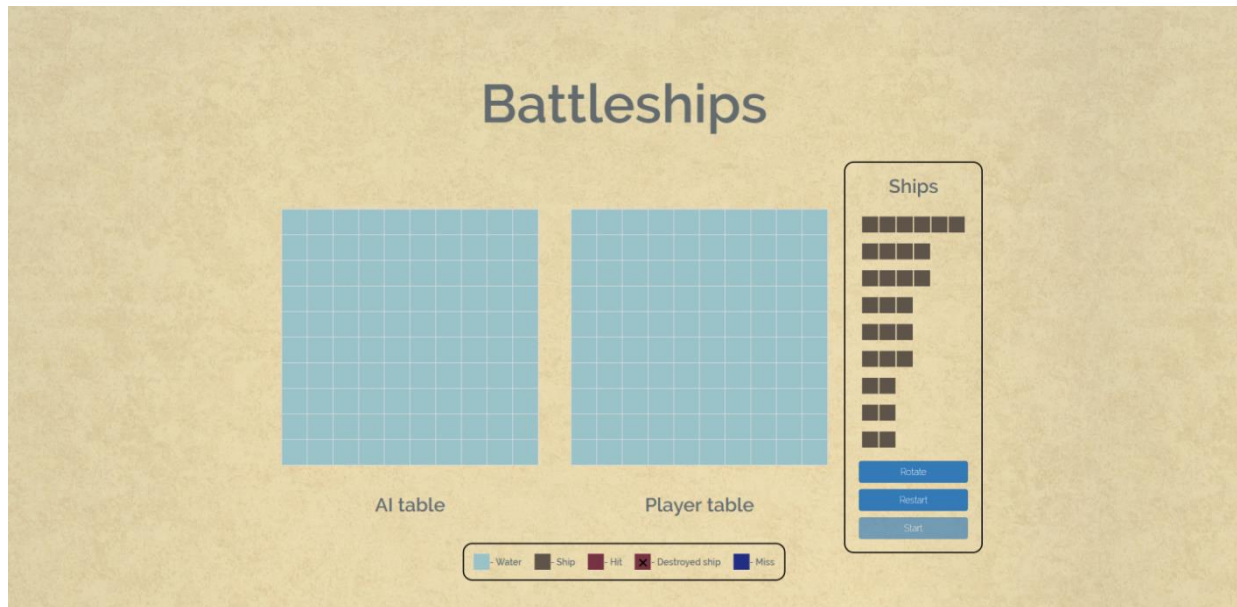 Battleships
Ships
Rotate
Restart
Start
AI table
Player table
- Water
- Ship
- Hit
- Destroyed ship
- Miss